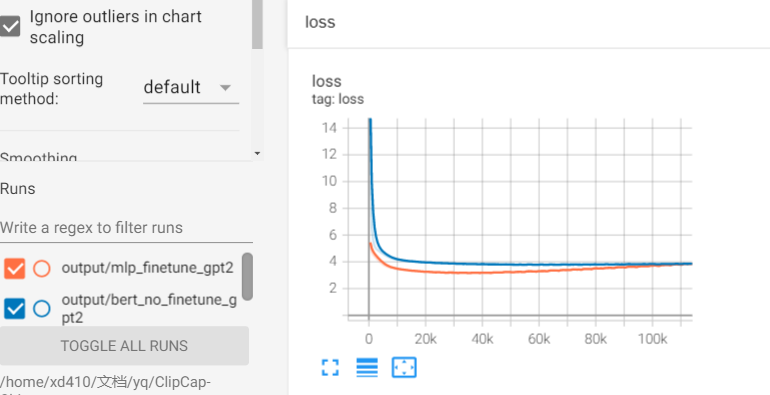 Ignore outliers in chart
scaling
Tooltip sorting
method:
default
Smoothing
Runs
Write a regex to filter runs
output/mlp_finetune_gpt2
output/bert_no_finetune_g
pt2
TOGGLE ALL RUNS
/home/xd410/文档/yq/ClipCap-
loss
loss
tag: loss
14
12
10
8
6
4
2
0
20k
40k
60k
80k
100k